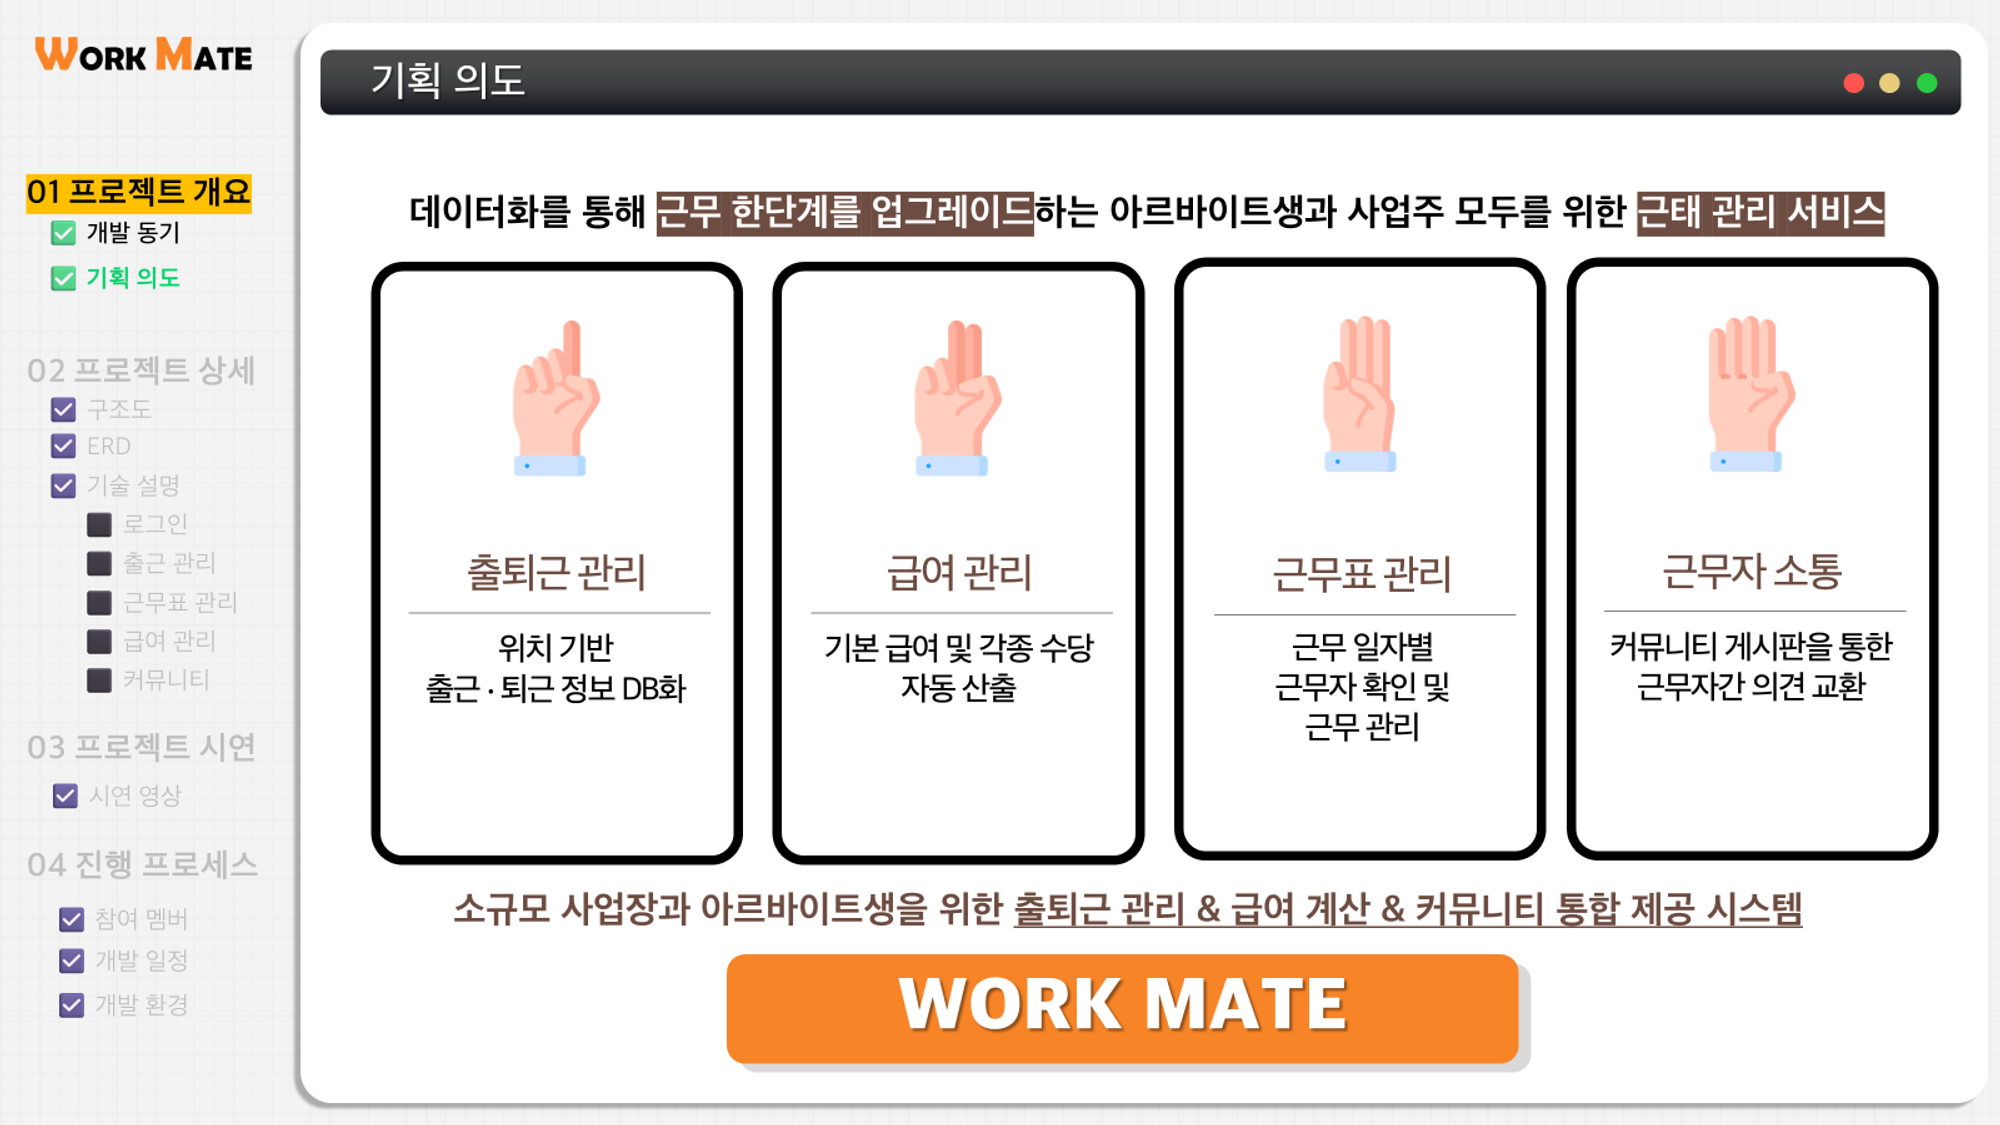 WORK MATE
01 프로젝트 개요
개발 동기
기획 의도
02 프로젝트 상세
구조도
ERD
기술 설명
로그인
출근 관리
근무표 관리
급여 관리
커뮤니티
03 프로젝트 시연
시연 영상
04 진행 프로세스
참여 멤버
개발 일정
개발 환경
기획 의도
데이터화를 통해 근무 한단계를 업그레이드하는 아르바이트생과 사업주 모두를 위한 근태 관리 서비스
출퇴근 관리
위치 기반
출근 · 퇴근 정보 DB화
급여 관리
기본 급여 및 각종 수당
자동 산출
근무표 관리
근무 일자별
근무자 확인 및
근무 관리
근무자 소통
커뮤니티 게시판을 통한
근무자간 의견 교환
소규모 사업장과 아르바이트생을 위한 출퇴근 관리 & 급여 계산 & 커뮤니티 통합 제공 시스템
WORK MATE